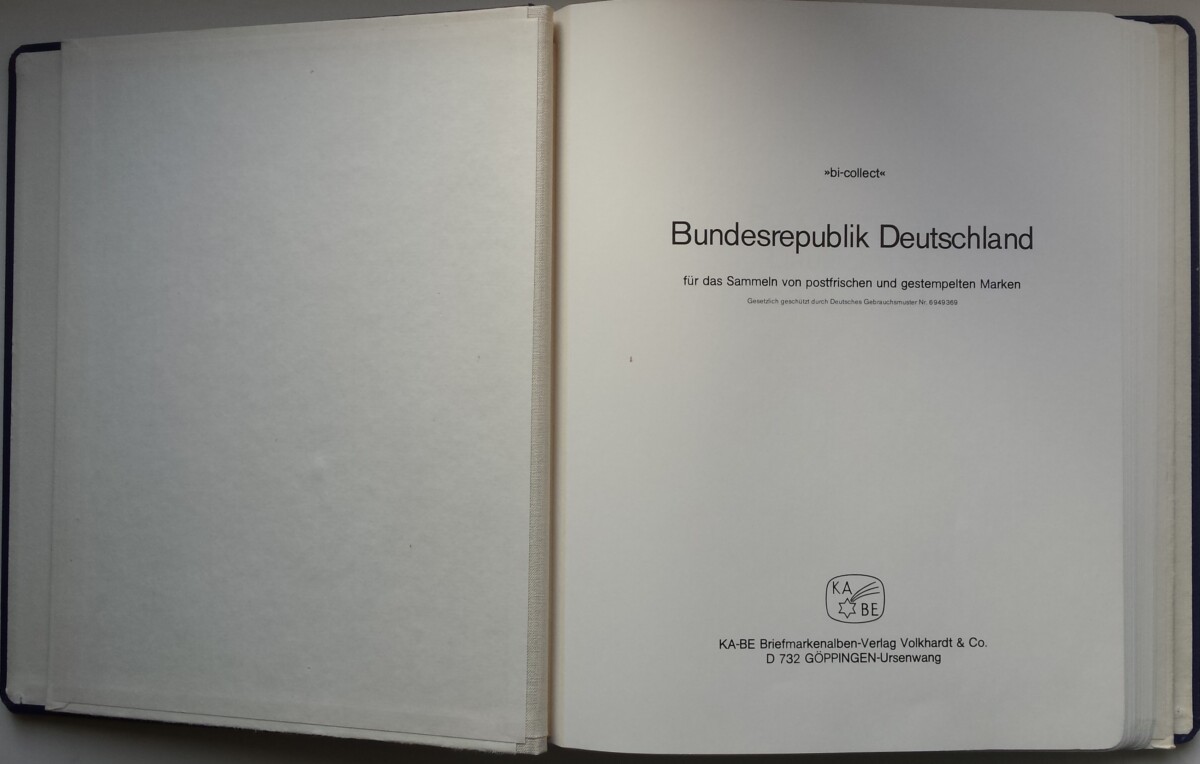 »bi-collect«
Bundesrepublik Deutschland
für das Sammeln von postfrischen und gestempelten Marken
Gesetzlich geschützt durch Deutsches Gebrauchsmuster Nr. 6949369
KA
BE
KA-BE Briefmarkenalben-Verlag Volkhardt & Co.
D 732 GÖPPINGEN-Ursenwang